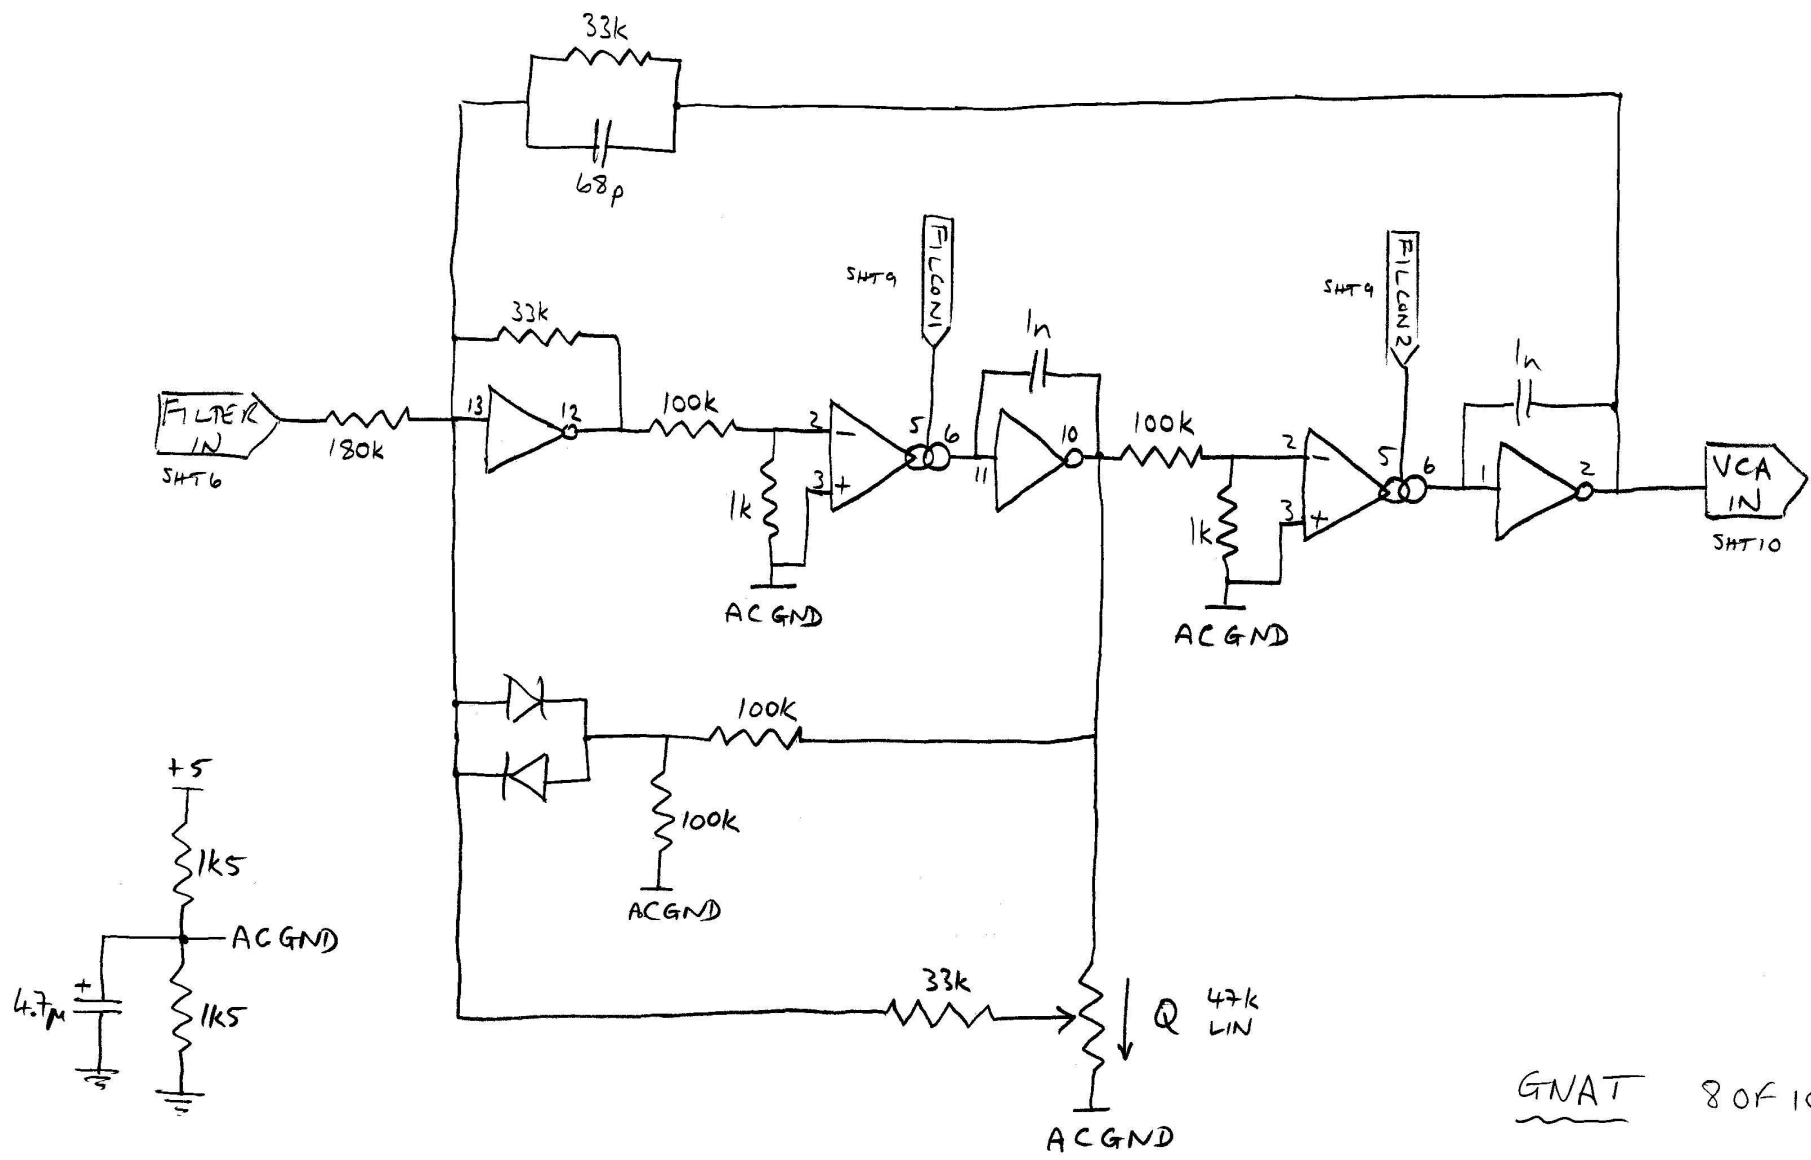 33k
68p
FILCON1
SHT9
FILCON2
SHT9
33k
1n
1n
FILTER
IN
SHT6
180k
13
12
100k
2
3
-
+
5
6
11
10
100k
2
3
-
+
5
6
1
2
VCA
IN
SHT10
1k
AC GND
1k
AC GND
100k
100k
ACGND
+5
1k5
ACGND
4.7µ
+
1k5
33k
Q
47k
LIN
ACGND
GNAT
8 OF 10